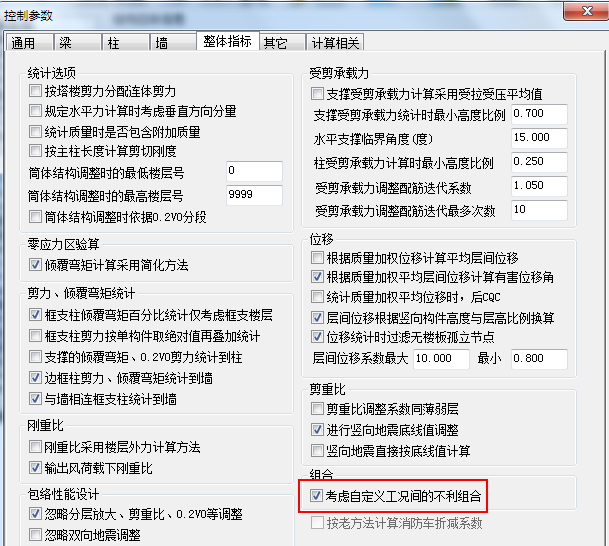 控制参数
通用 梁 柱 墙 整体指标 其它 计算相关
统计选项
按塔楼剪力分配连体剪力
规定水平力计算时考虑垂直方向分量
统计质量时是否包含附加质量
按主柱长度计算剪切刚度
筒体结构调整时的最低楼层号 0
筒体结构调整时的最高楼层号 9999
筒体结构调整时依据0.2V0分段
零应力区验算
倾覆弯矩计算采用简化方法
剪力、倾覆弯矩统计
框支柱倾覆弯矩百分比统计仅考虑框支楼层
框支柱剪力按单构件取绝对值再叠加统计
支撑的倾覆弯矩、0.2V0剪力统计到柱
边框柱剪力、倾覆弯矩统计到墙
与墙相连框支柱统计到墙
刚重比
刚重比采用楼层外力计算方法
输出风荷载下刚重比
包络性能设计
忽略分层放大、剪重比、0.2V0等调整
忽略双向地震调整
受剪承载力
支撑受剪承载力计算采用受拉受压平均值
支撑受剪承载力统计时最小高度比例 0.700
水平支撑临界角度(度) 15.000
柱受剪承载力计算时最小高度比例 0.250
受剪承载力调整配筋迭代系数 1.050
受剪承载力调整配筋迭代最多次数 10
位移
根据质量加权位移计算平均层间位移
根据质量加权平均层间位移计算有害位移角
统计质量加权平均位移时，后CQC
层间位移根据竖向构件高度与层高比例换算
位移统计时过滤无楼板孤立节点
层间位移系数最大 10.000 最小 0.800
剪重比
剪重比调整系数同薄弱层
进行竖向地震底线值调整
竖向地震直接按底线值计算
组合
考虑自定义工况间的不利组合
按老方法计算消防车折减系数